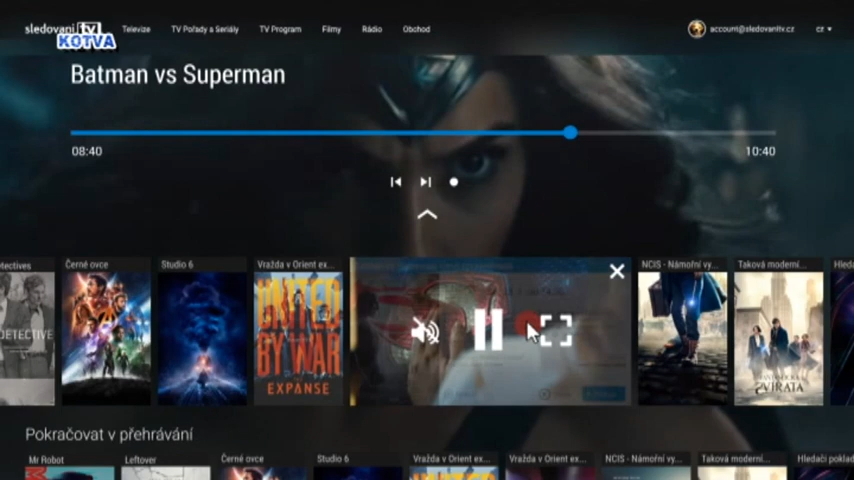 sledovani tv
KOTVA
Televize TV Pořady a Seriály TV Program Filmy Rádio Obchod
account@sledovanitv.cz cz
Batman vs Superman
08:40 10:40
Černé ovce Studio 6 Vražda v Orient ex... NCIS - Námořní vy... Taková moderní...
DETECTIVE
UNITED
BY WAR
EXPANSE
ZVÍŘATA
Pokračovat v přehrávání
Mr Robot Leftover Černé ovce Studio 6 Vražda v Orient ex... Vražda v Orient ex... NCIS - Námořní vy... Taková moderní... Hledači poklad